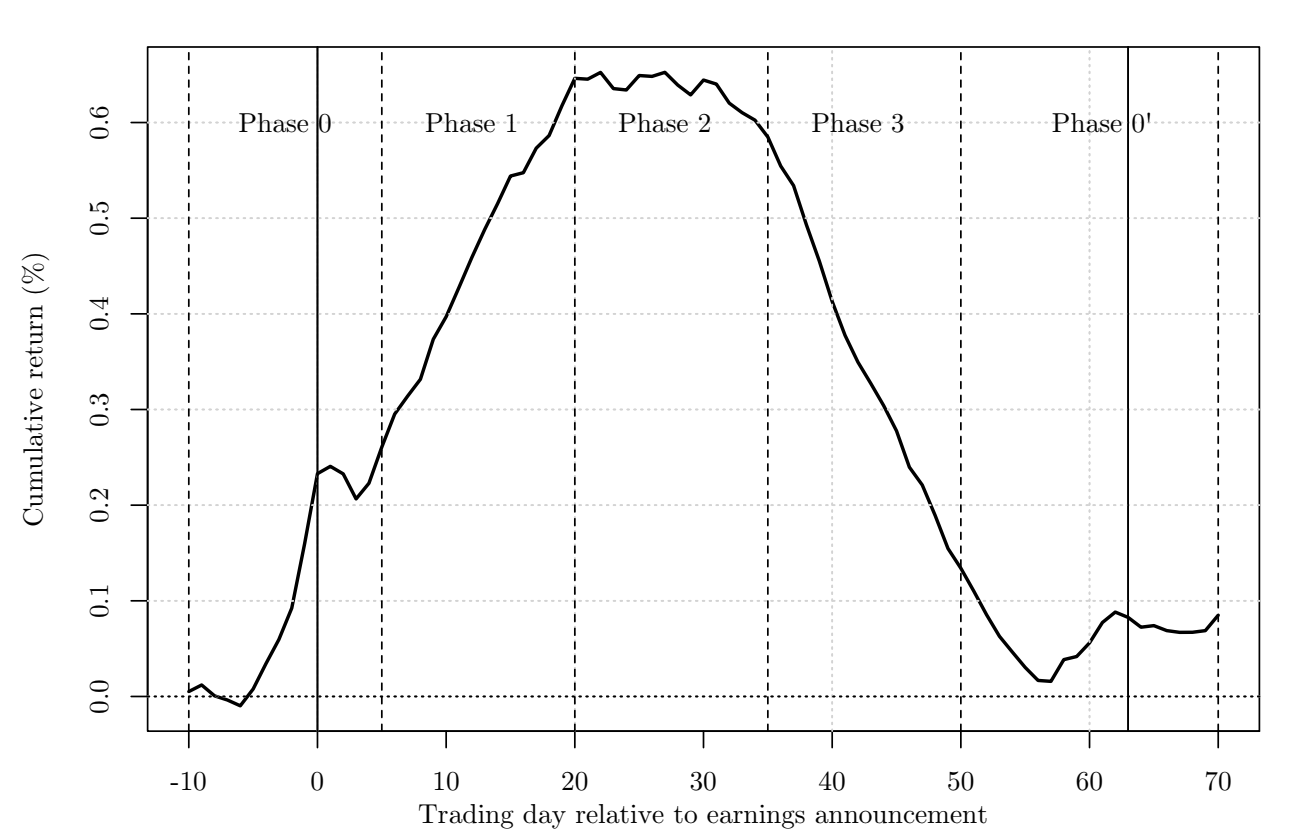 Phase 0 Phase 1 Phase 2 Phase 3 Phase 0'
0.6
0.5
0.4
0.3
0.2
0.1
0.0
Cumulative return (%)
-10 0 10 20 30 40 50 60 70
Trading day relative to earnings announcement